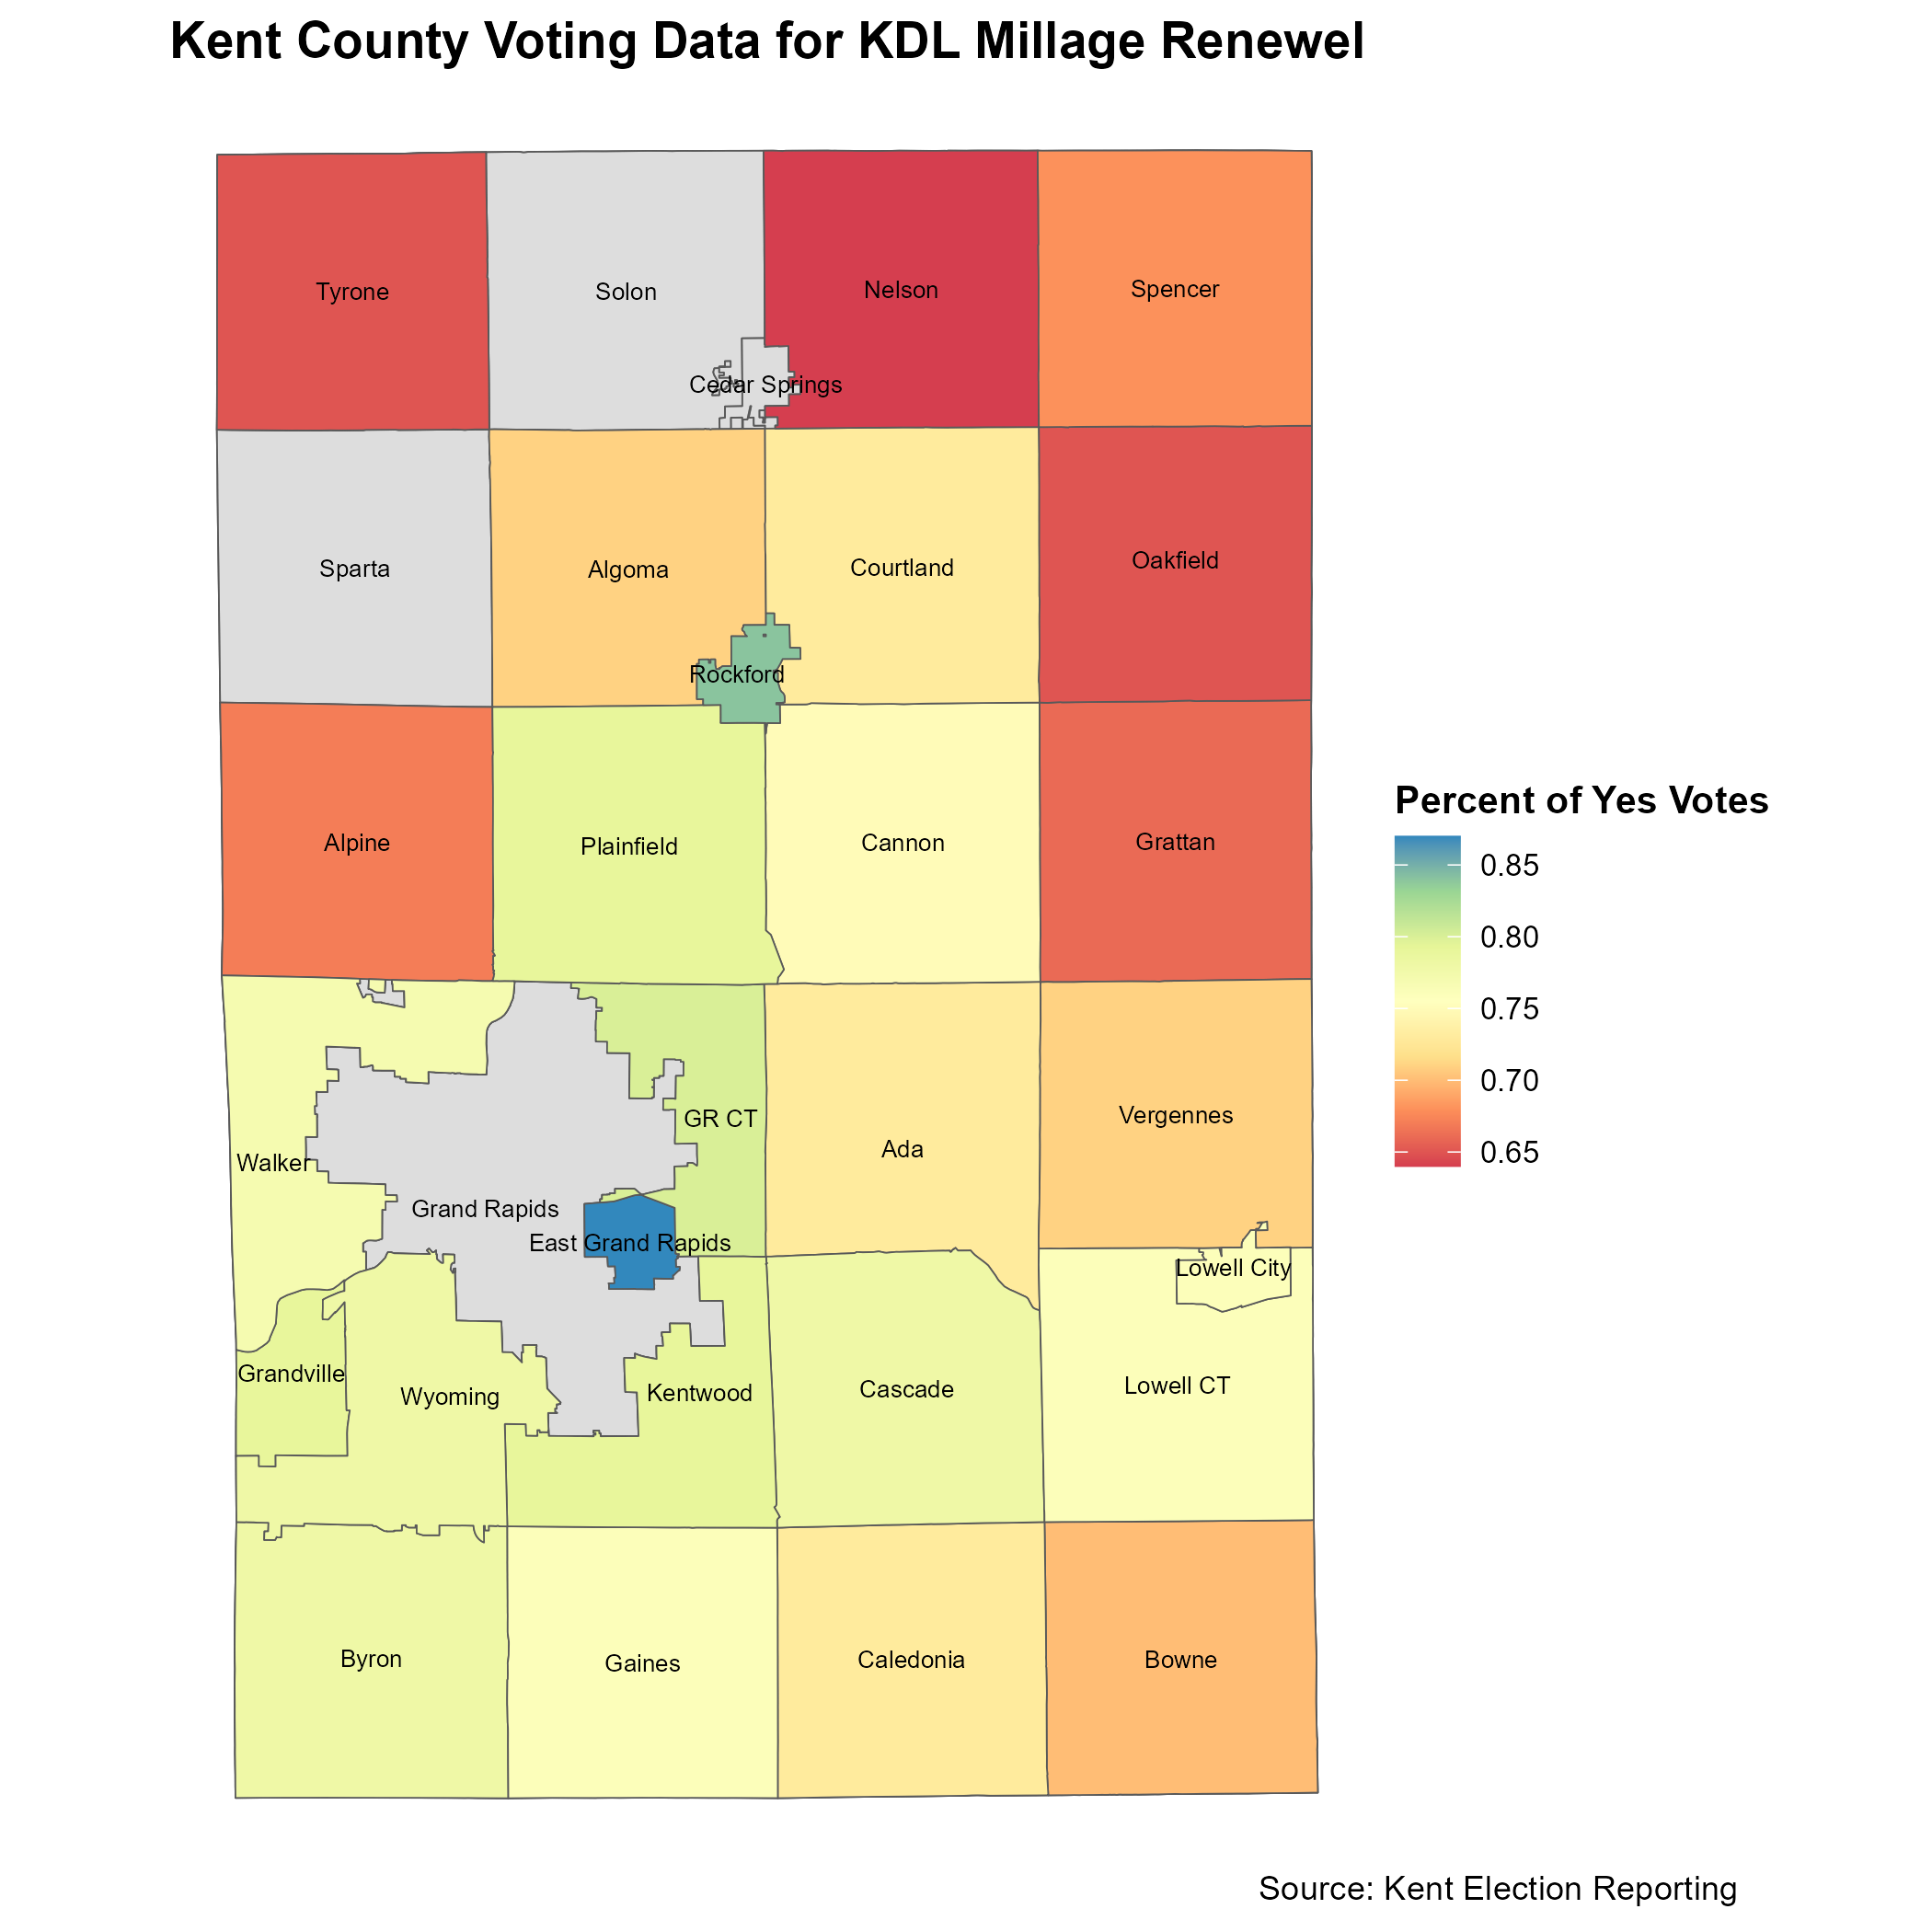 Kent County Voting Data for KDL Millage Renewel
Tyrone
Solon
Nelson
Spencer
Cedar Springs
Sparta
Algoma
Courtland
Oakfield
Rockford
Alpine
Plainfield
Cannon
Grattan
Percent of Yes Votes
0.85
0.80
0.75
0.70
0.65
GR CT
Vergennes
Ada
Walker
Grand Rapids
East Grand Rapids
Lowell City
Grandville
Wyoming
Kentwood
Cascade
Lowell CT
Byron
Gaines
Caledonia
Bowne
Source: Kent Election Reporting